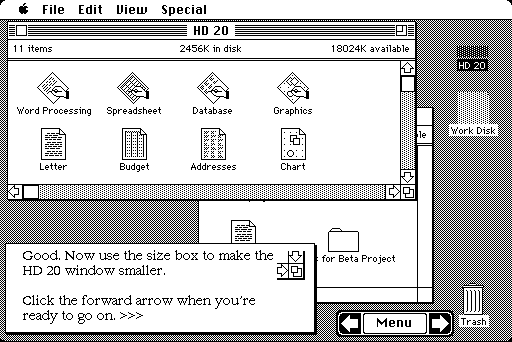 File Edit View Special
HD 20
11 items 2456K in disk 18024K available
HD 20
Word Processing Spreadsheet Database Graphics
Work Disk
Letter Budget Addresses Chart
for Beta Project
Good. Now use the size box to make the
HD 20 window smaller.
Click the forward arrow when you're
ready to go on. >>>
Menu
Trash